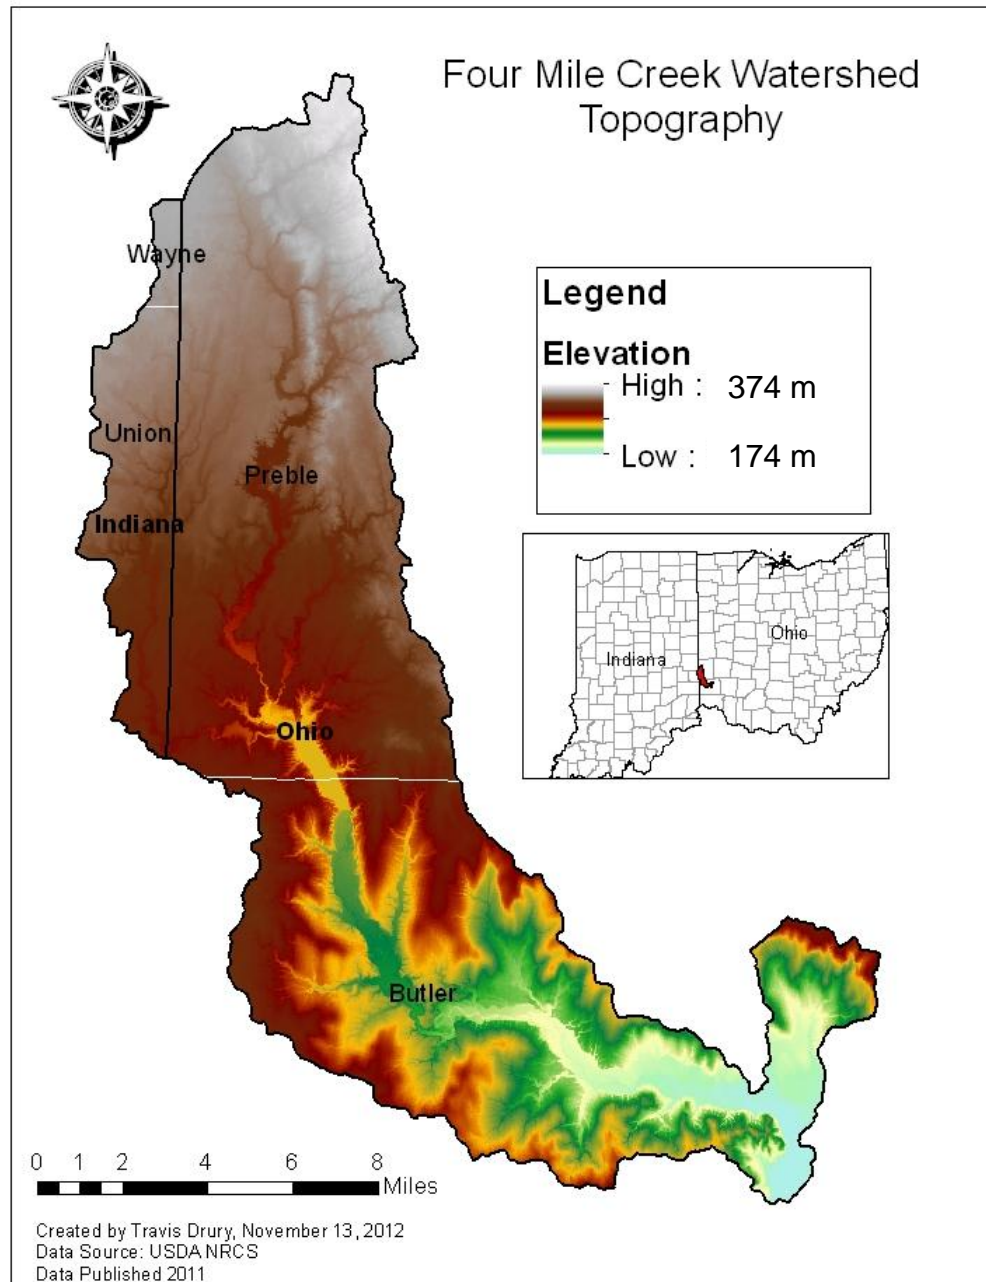 Four Mile Creek Watershed
Topography
Wayne
Legend
Elevation
High : 374 m
Low : 174 m
Union
Preble
Indiana
Ohio
Indiana
Ohio
Butler
0 1 2 4 6 8
Miles
Created by Travis Drury, November 13, 2012
Data Source: USDA NRCS
Data Published 2011